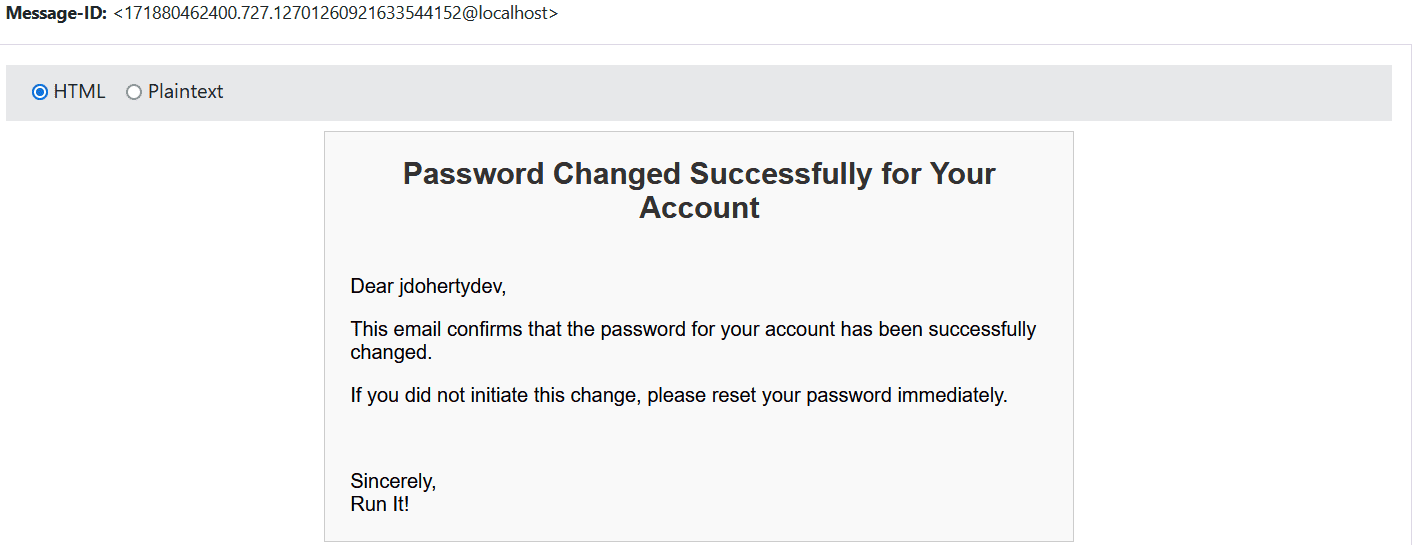 Message-ID: <171880462400.727.12701260921633544152@localhost>
HTML Plaintext
Password Changed Successfully for Your
Account
Dear jdohertydev,
This email confirms that the password for your account has been successfully
changed.
If you did not initiate this change, please reset your password immediately.
Sincerely,
Run It!